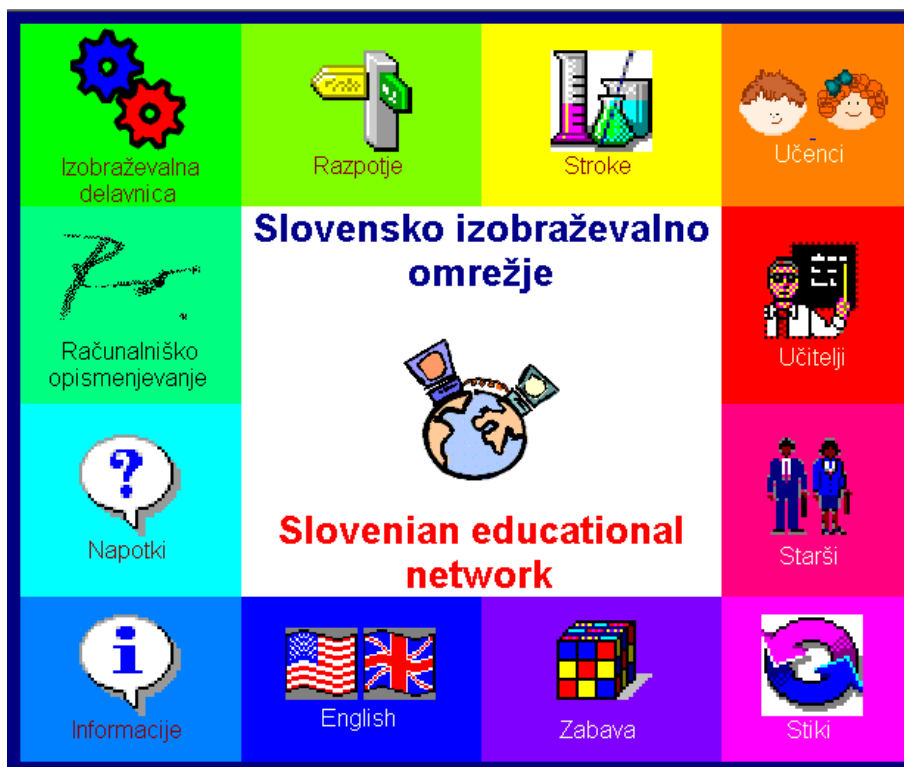 Izobraževalna
delavnica
Razpotje
Stroke
Učenci
Slovensko izobraževalno
omrežje
Računalniško
opismenjevanje
Učitelji
?
Napotki
Starši
Slovenian educational
network
i
Informacije
English
Zabava
Stiki